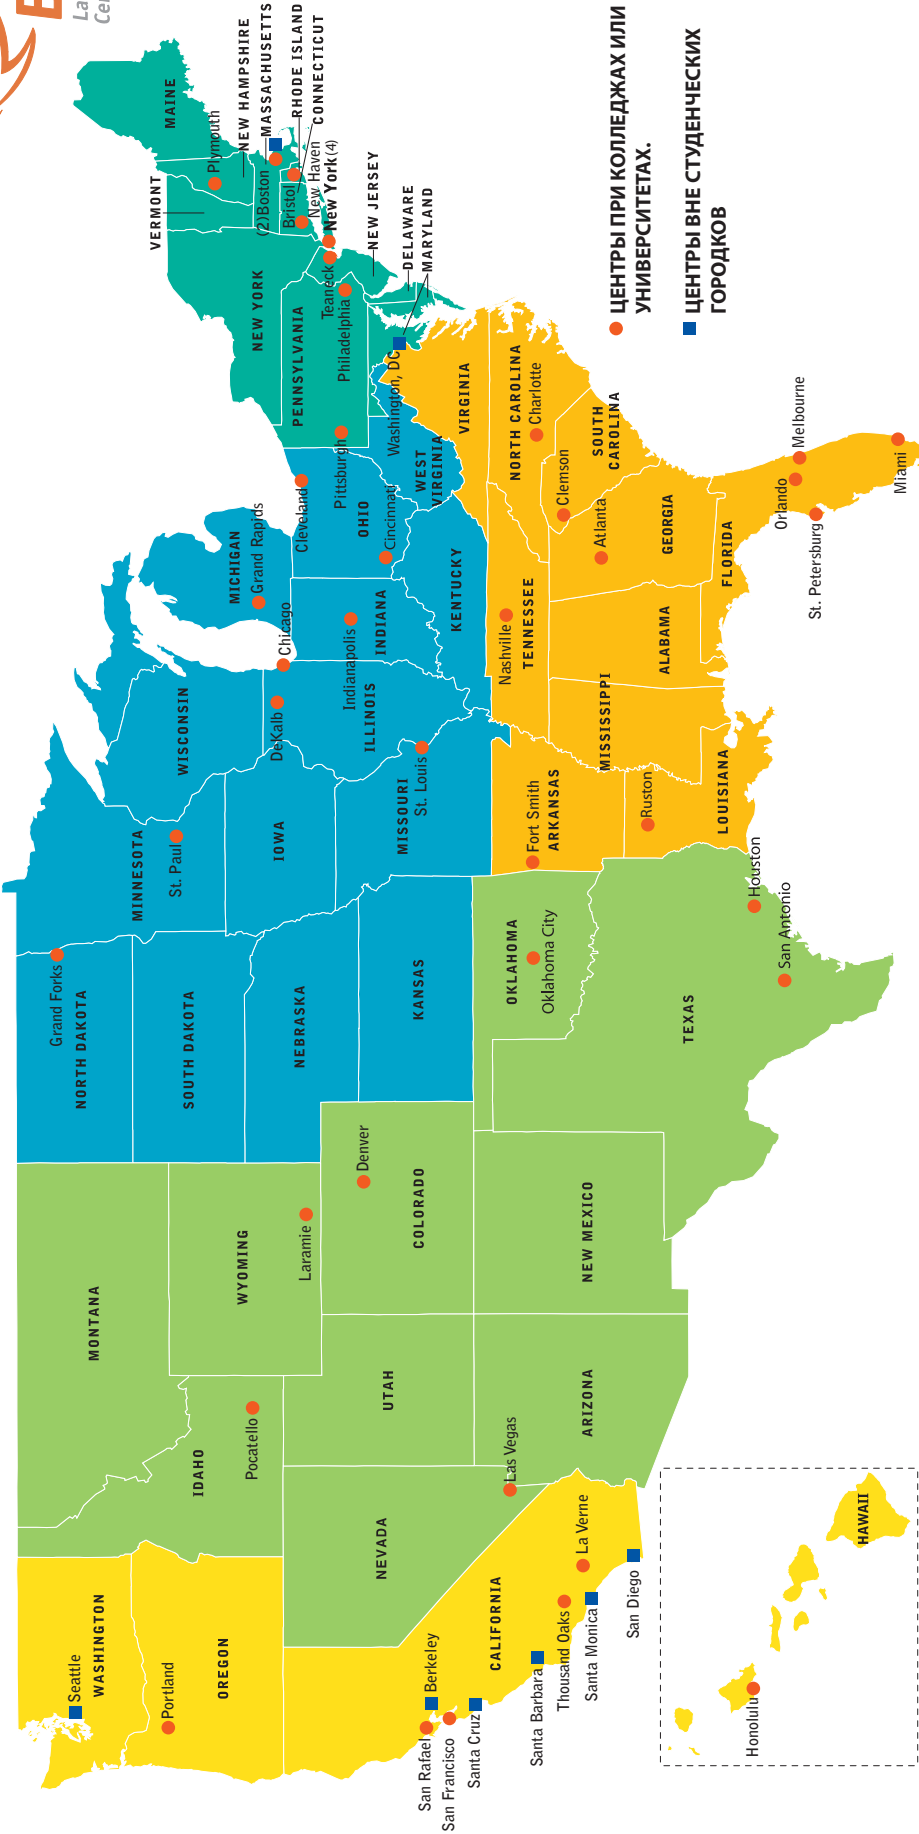 WASHINGTON
Seattle
Portland
OREGON
CALIFORNIA
San Rafael
Berkeley
San Francisco
Santa Cruz
Santa Barbara
Thousand Oaks
Santa Monica
La Verne
San Diego
NEVADA
Las Vegas
IDAHO
Pocatello
MONTANA
WYOMING
Laramie
UTAH
COLORADO
Denver
ARIZONA
NEW MEXICO
HAWAII
Honolulu
NORTH DAKOTA
Grand Forks
SOUTH DAKOTA
NEBRASKA
KANSAS
OKLAHOMA
Oklahoma City
TEXAS
San Antonio
Houston
MINNESOTA
St. Paul
IOWA
MISSOURI
St. Louis
ARKANSAS
Fort Smith
LOUISIANA
Ruston
WISCONSIN
ILLINOIS
DeKalb
Chicago
MICHIGAN
Grand Rapids
INDIANA
Indianapolis
OHIO
Cleveland
Cincinnati
KENTUCKY
TENNESSEE
Nashville
MISSISSIPPI
ALABAMA
GEORGIA
Atlanta
FLORIDA
St. Petersburg
Orlando
Melbourne
Miami
SOUTH
CAROLINA
Clemson
NORTH CAROLINA
Charlotte
VIRGINIA
WEST
VIRGINIA
Washington, DC
PENNSYLVANIA
Pittsburgh
Philadelphia
NEW YORK
Teaneck
New York(4)
VERMONT
MAINE
Plymouth
NEW HAMPSHIRE
MASSACHUSETTS
(2)Boston
RHODE ISLAND
CONNECTICUT
Bristol
New Haven
NEW JERSEY
DELAWARE
MARYLAND
ЦЕНТРЫ ПРИ КОЛЛЕДЖАХ ИЛИ
УНИВЕРСИТЕТАХ.
ЦЕНТРЫ ВНЕ СТУДЕНЧЕСКИХ
ГОРОДКОВ